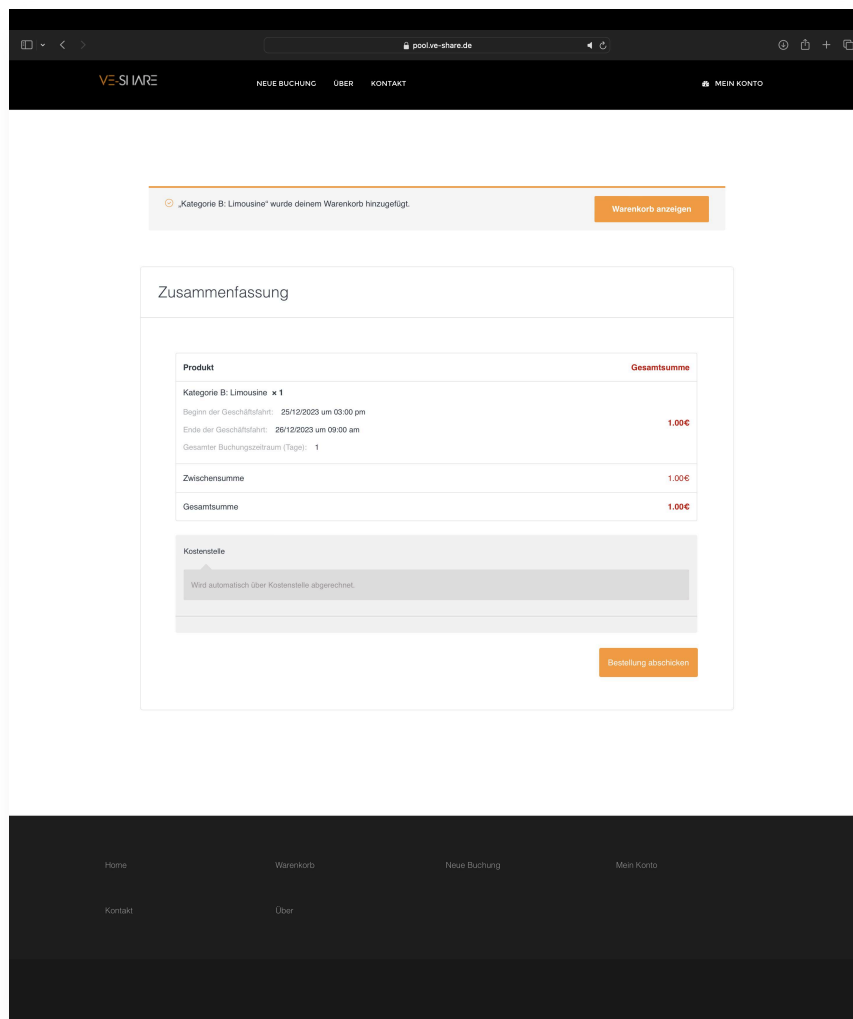 pool.ve-share.de
VE-SHARE
NEUE BUCHUNG ÜBER KONTAKT
MEIN KONTO
„Kategorie B: Limousine“ wurde deinem Warenkorb hinzugefügt.
Warenkorb anzeigen
Zusammenfassung
Produkt Gesamtsumme
Kategorie B: Limousine × 1
Beginn der Geschäftsfahrt: 25/12/2023 um 03:00 pm
1.00€
Ende der Geschäftsfahrt: 26/12/2023 um 09:00 am
Gesamter Buchungszeitraum (Tage): 1
Zwischensumme 1.00€
Gesamtsumme 1.00€
Kostenstelle
Wird automatisch über Kostenstelle abgerechnet.
Bestellung abschicken
Home Warenkorb Neue Buchung Mein Konto
Kontakt Über